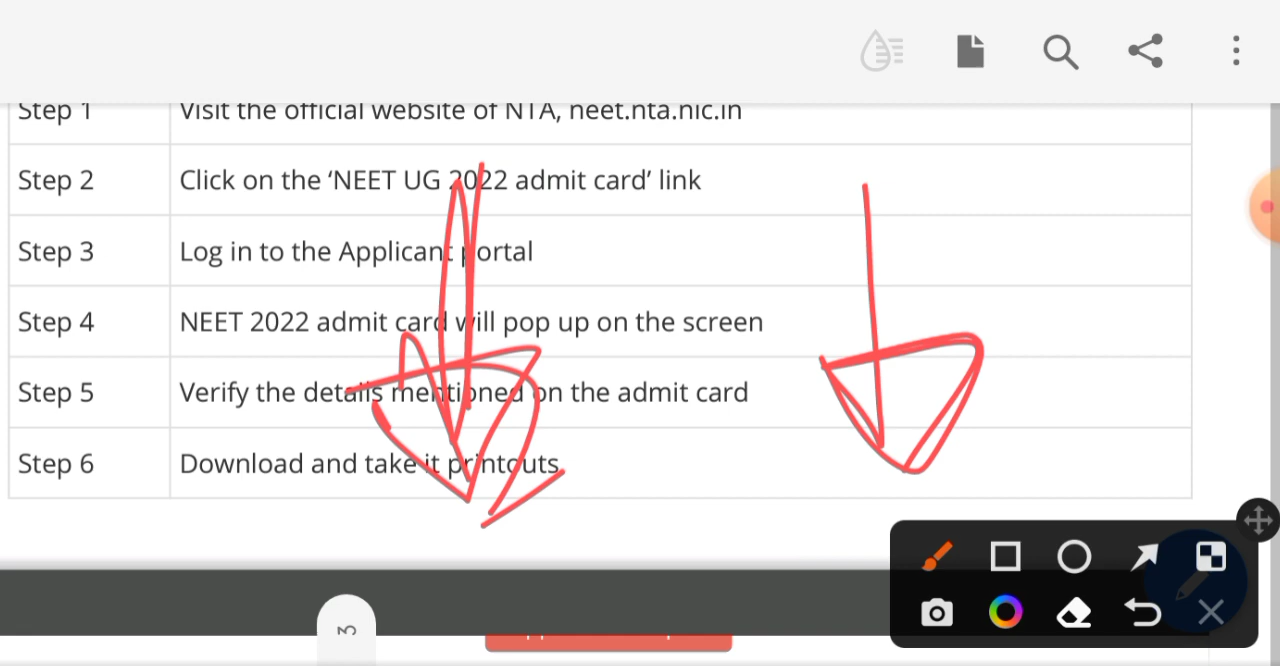 Step 1 Visit the official website of NTA, neet.nta.nic.in
Step 2 Click on the ‘NEET UG 2022 admit card’ link
Step 3 Log in to the Applicant portal
Step 4 NEET 2022 admit card will pop up on the screen
Step 5 Verify the details mentioned on the admit card
Step 6 Download and take it printouts
3